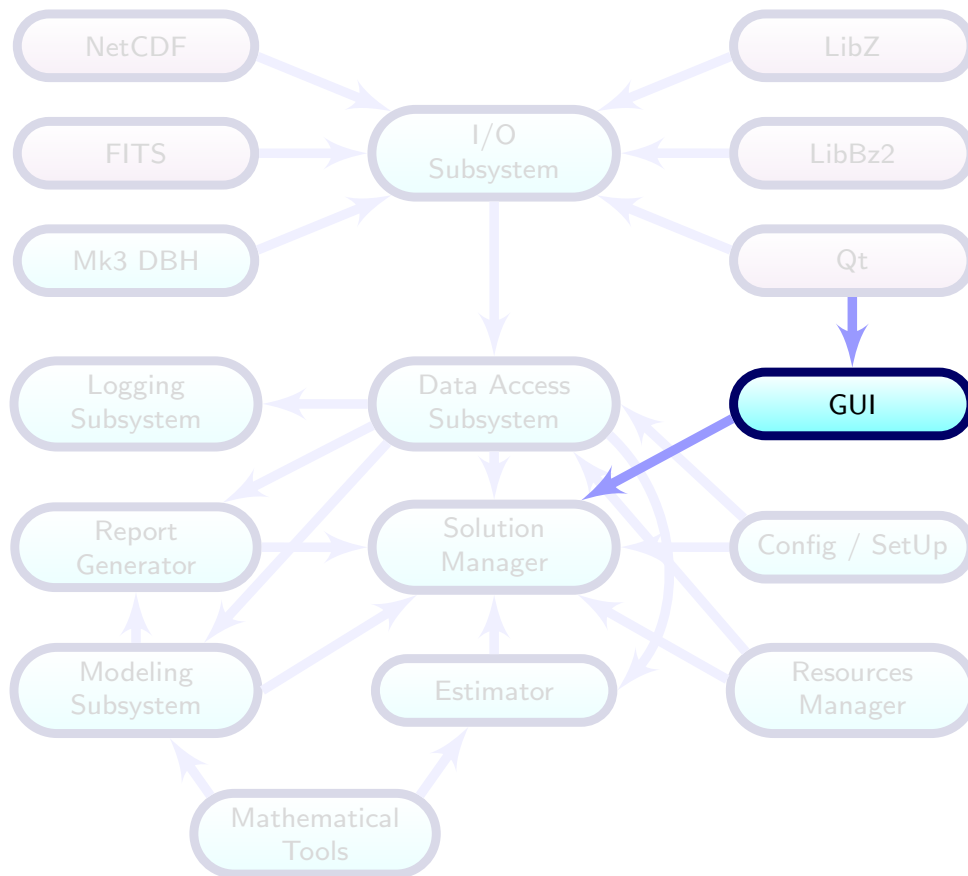 NetCDF
LibZ
I/O
Subsystem
FITS
LibBz2
Mk3 DBH
Qt
Logging
Subsystem
Data Access
Subsystem
GUI
Report
Generator
Solution
Manager
Config / SetUp
Modeling
Subsystem
Estimator
Resources
Manager
Mathematical
Tools